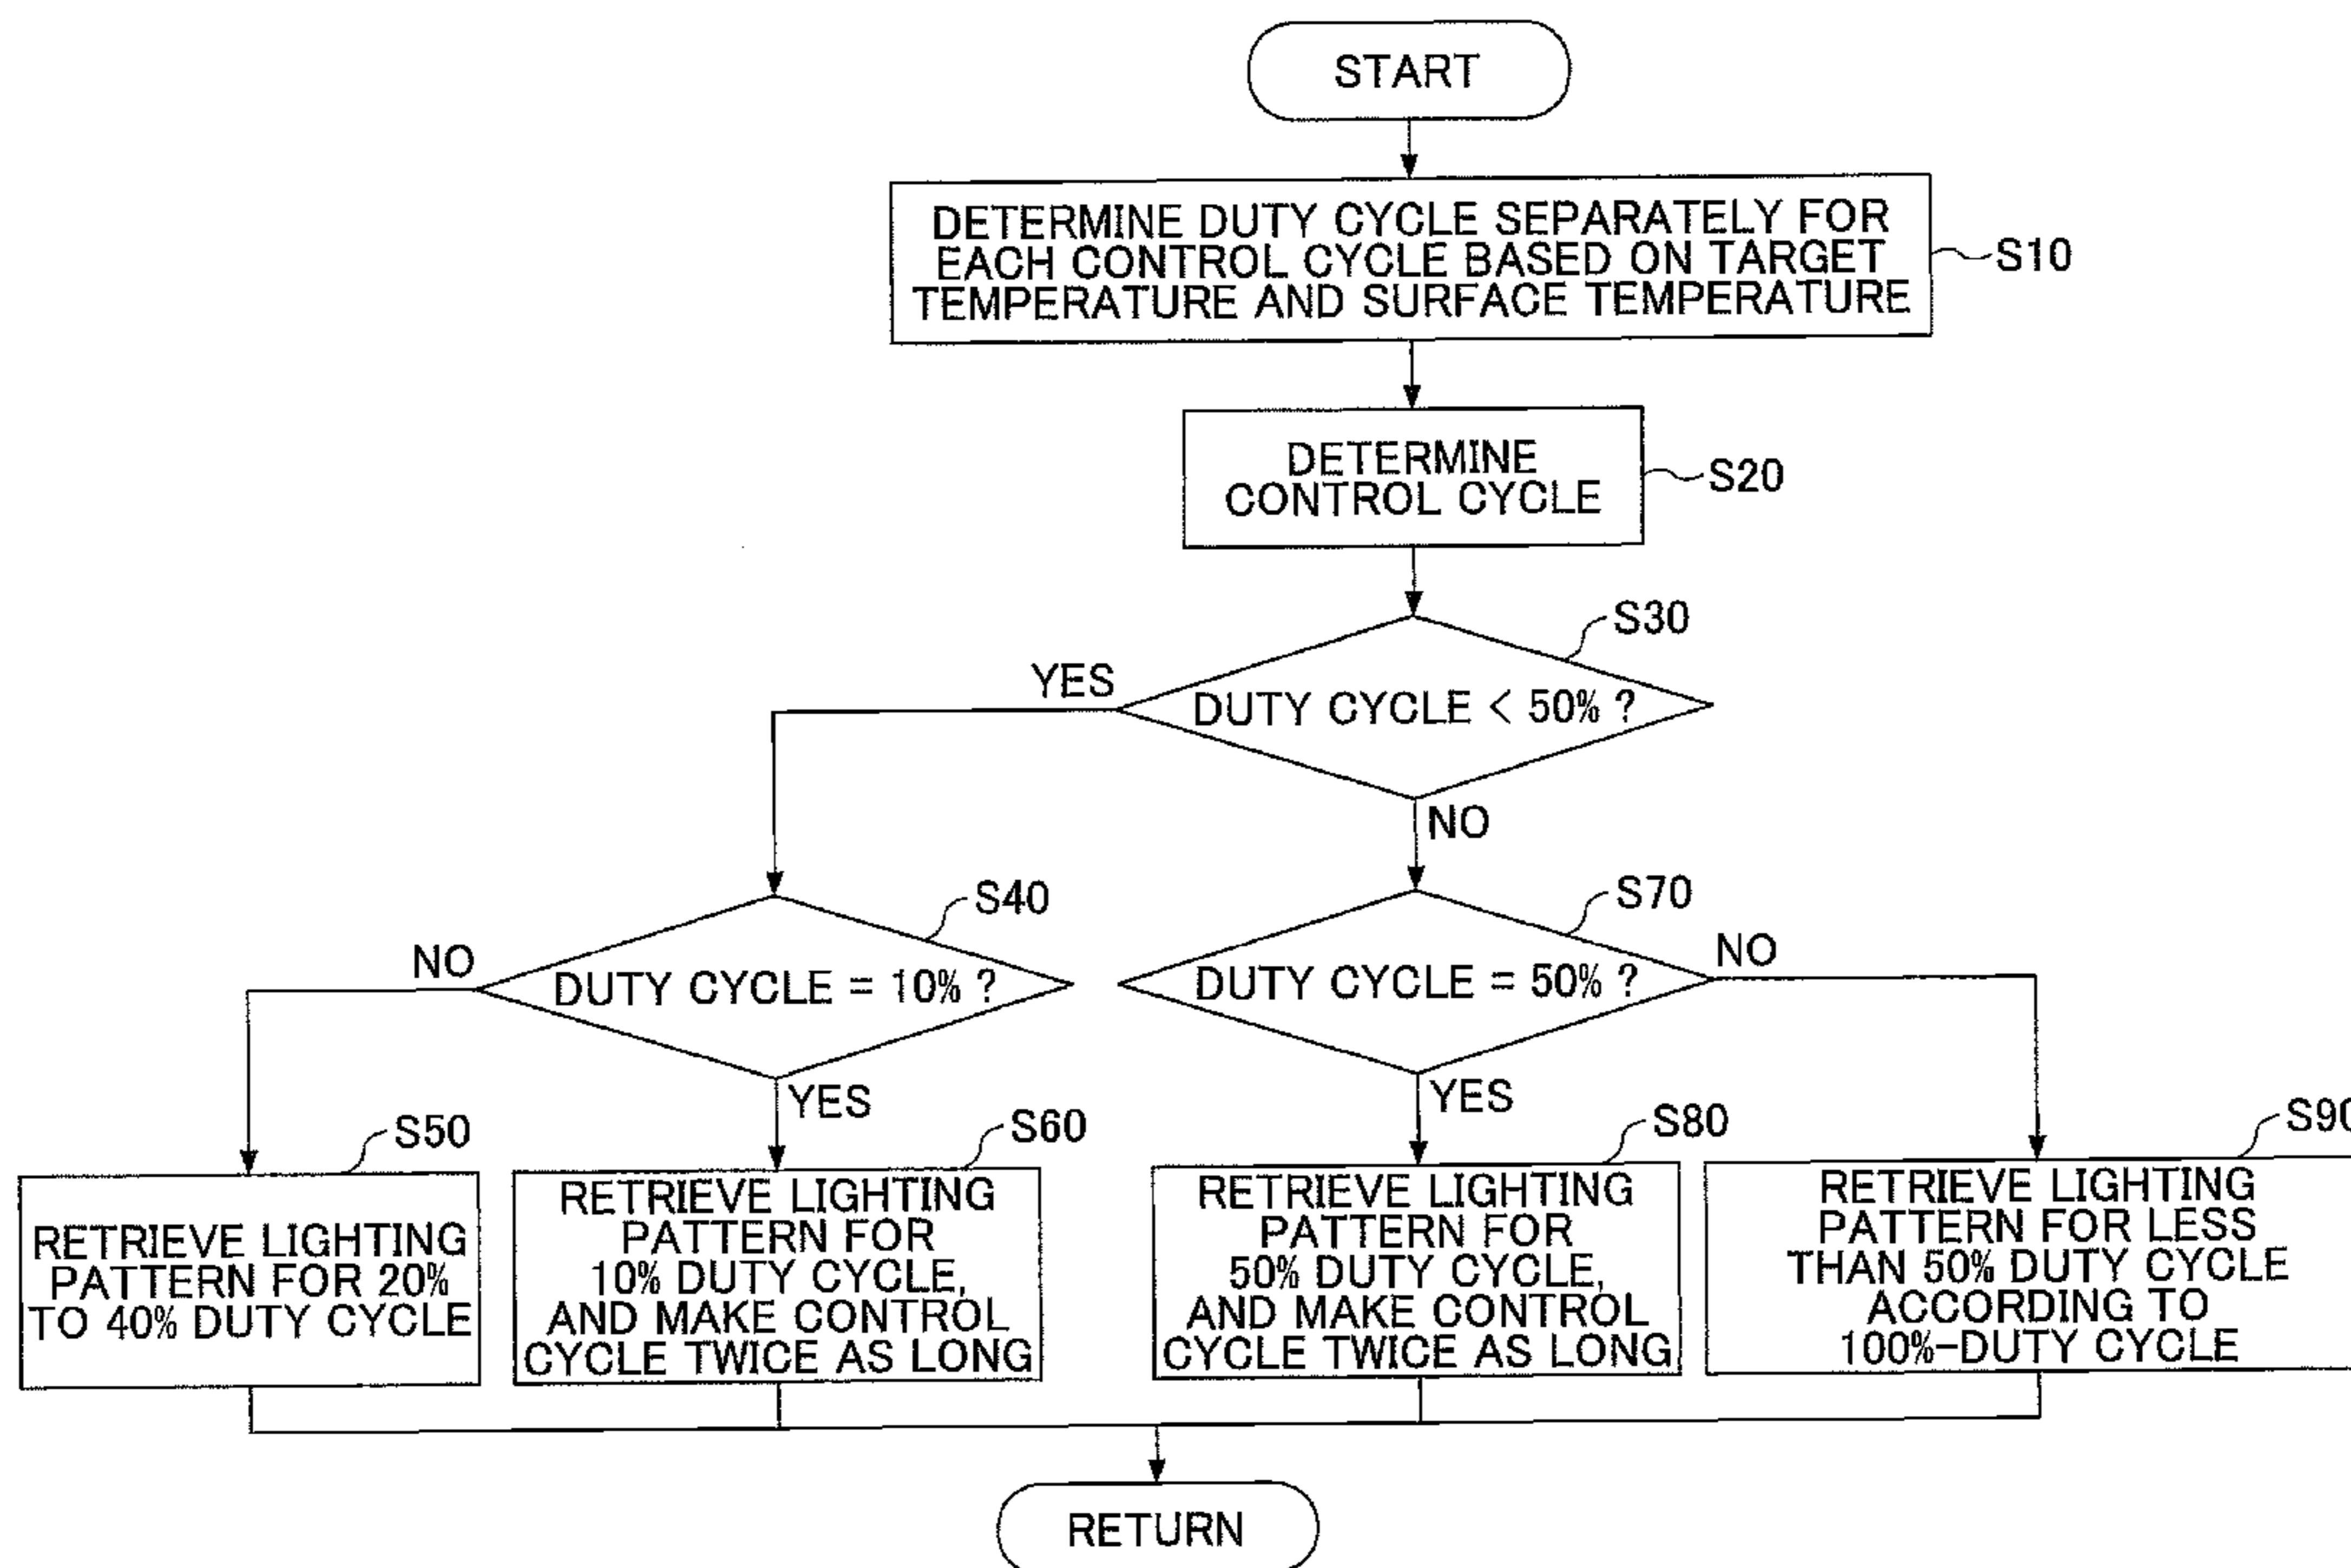 START
DETERMINE DUTY CYCLE SEPARATELY FOR
EACH CONTROL CYCLE BASED ON TARGET
TEMPERATURE AND SURFACE TEMPERATURE
S10
DETERMINE
CONTROL CYCLE
S20
S30
YES
DUTY CYCLE < 50% ?
NO
S40
NO
DUTY CYCLE = 10% ?
YES
S70
NO
DUTY CYCLE = 50% ?
YES
S50
RETRIEVE LIGHTING
PATTERN FOR 20%
TO 40% DUTY CYCLE
S60
RETRIEVE LIGHTING
PATTERN FOR
10% DUTY CYCLE,
AND MAKE CONTROL
CYCLE TWICE AS LONG
S80
RETRIEVE LIGHTING
PATTERN FOR
50% DUTY CYCLE,
AND MAKE CONTROL
CYCLE TWICE AS LONG
S90
RETRIEVE LIGHTING
PATTERN FOR LESS
THAN 50% DUTY CYCLE
ACCORDING TO
100%-DUTY CYCLE
RETURN